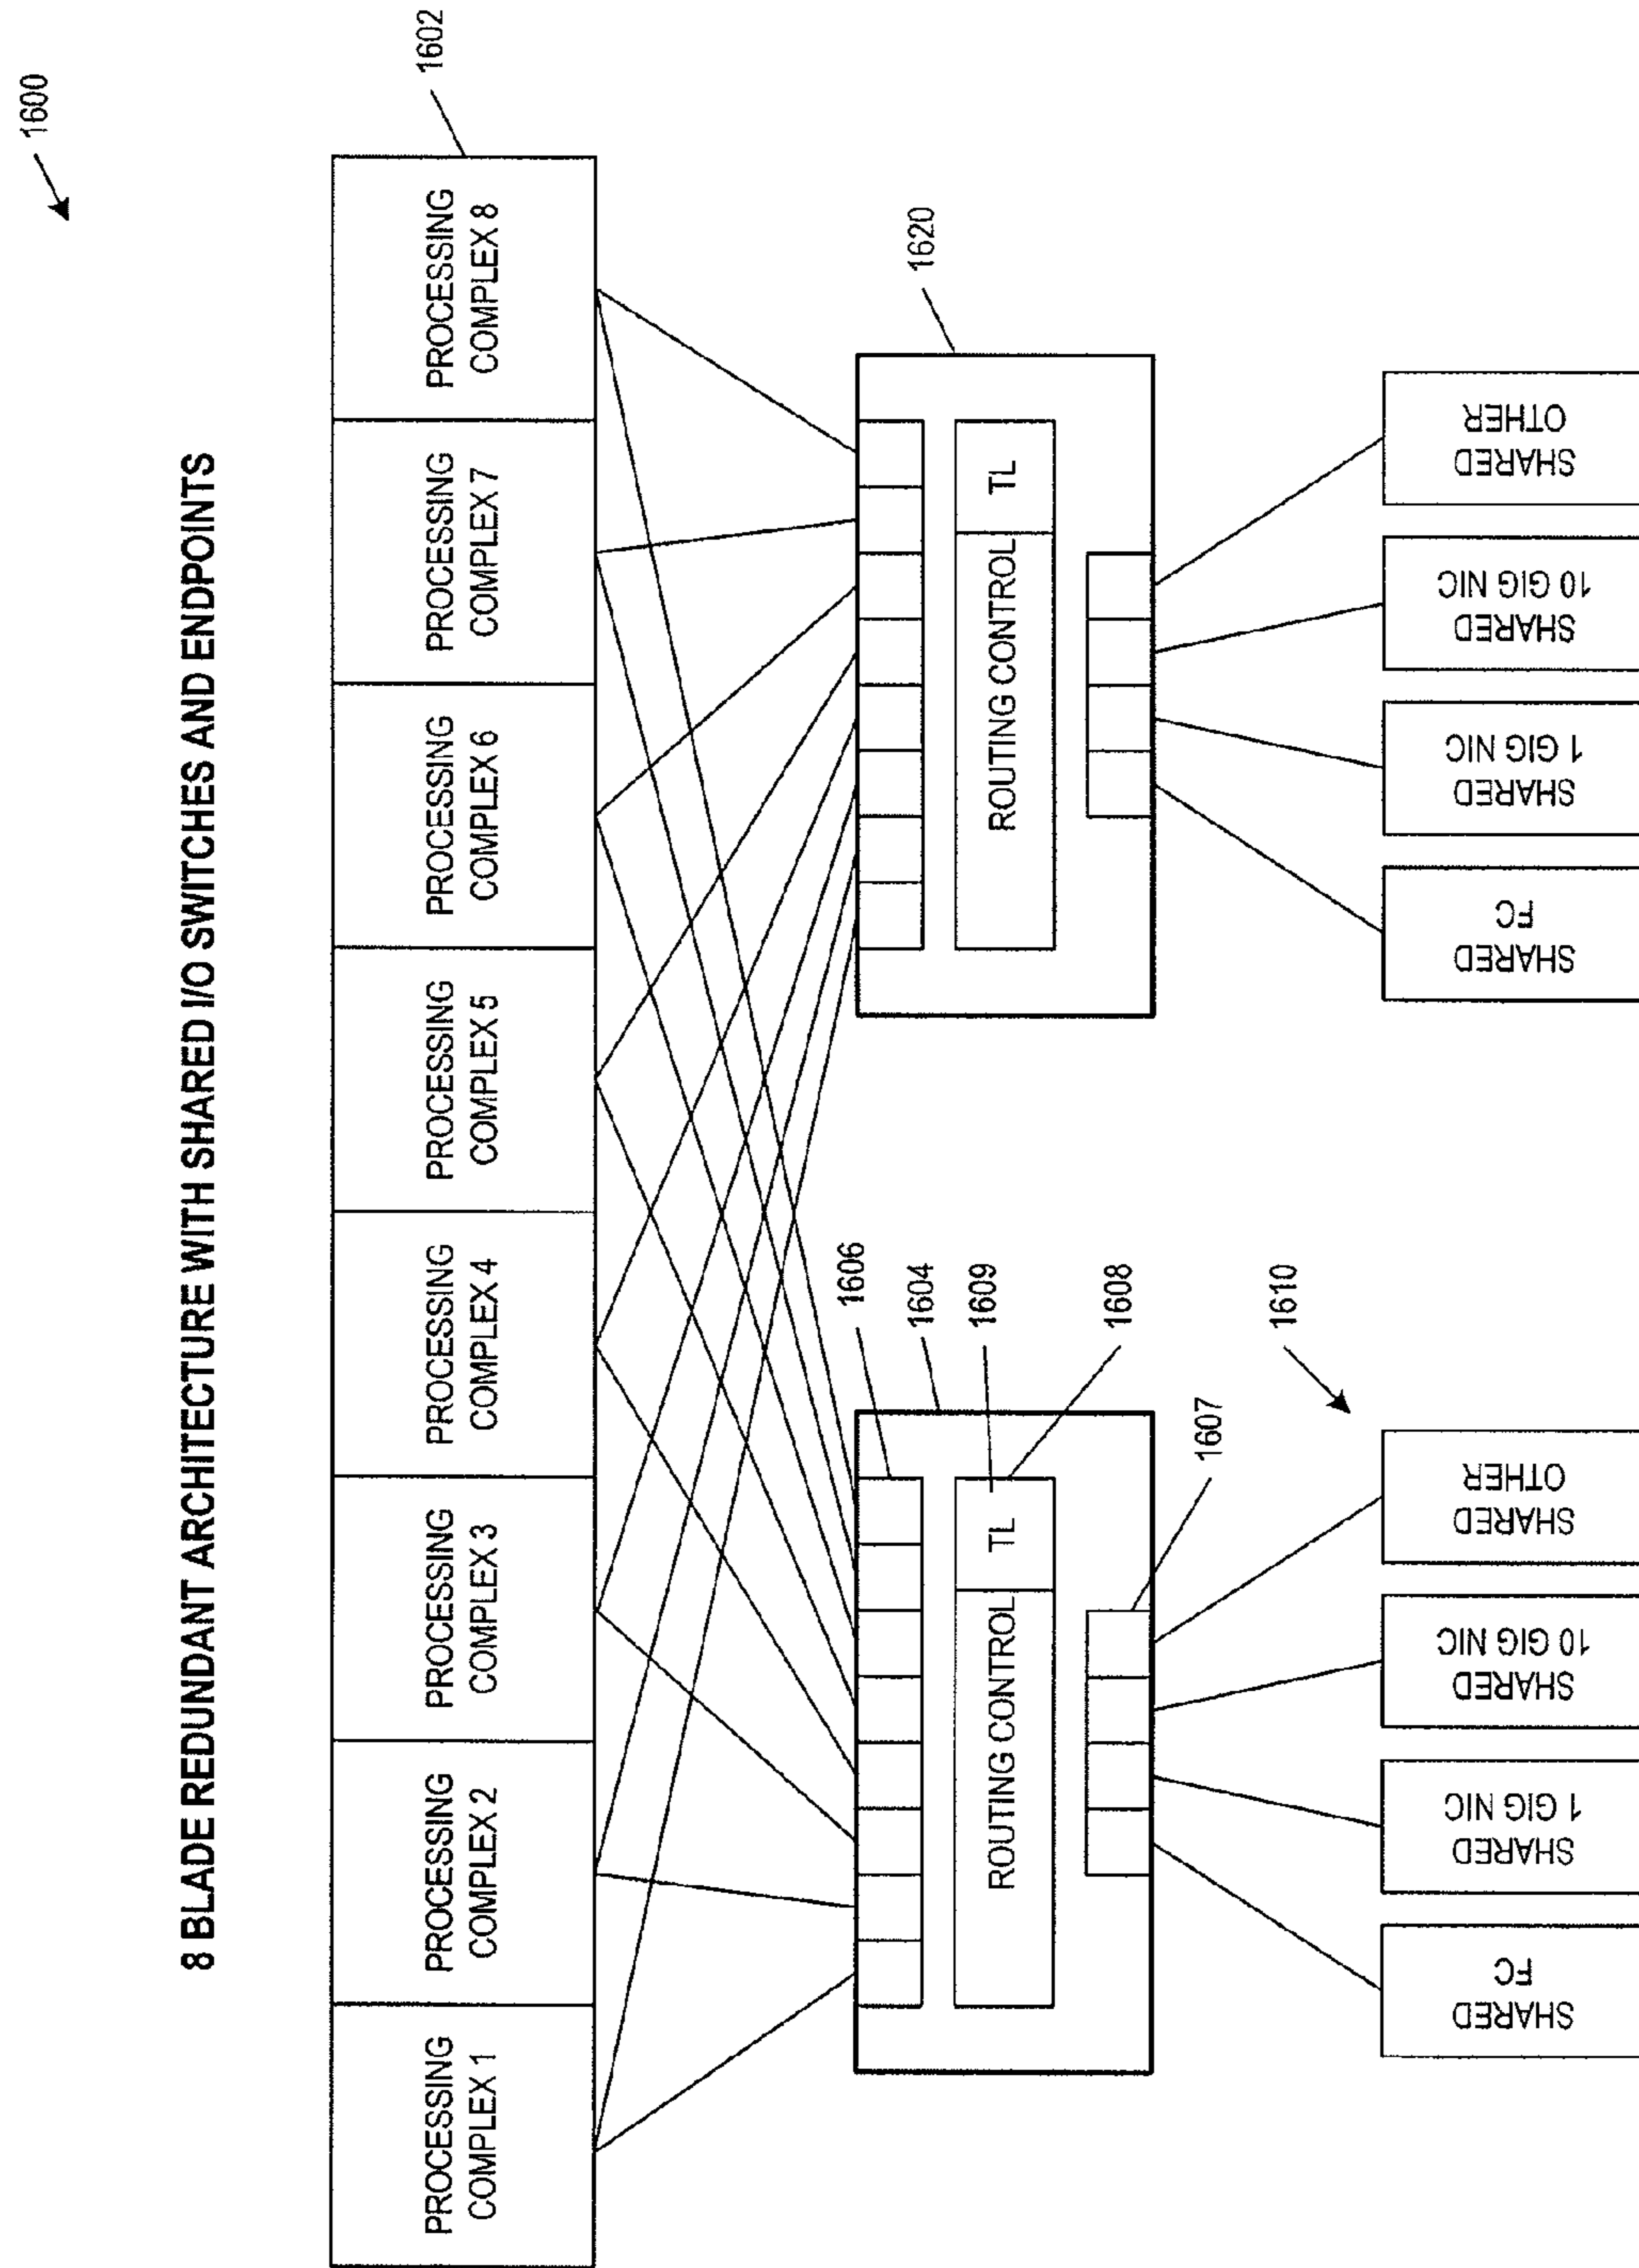 1600
8 BLADE REDUNDANT ARCHITECTURE WITH SHARED I/O SWITCHES AND ENDPOINTS
PROCESSING
COMPLEX 1
PROCESSING
COMPLEX 2
PROCESSING
COMPLEX 3
PROCESSING
COMPLEX 4
PROCESSING
COMPLEX 5
PROCESSING
COMPLEX 6
PROCESSING
COMPLEX 7
PROCESSING
COMPLEX 8
1602
1606
1604
1609
1608
1607
1610
1620
ROUTING CONTROL
TL
ROUTING CONTROL
TL
SHARED
FC
SHARED
1 GIG NIC
SHARED
10 GIG NIC
SHARED
OTHER
SHARED
FC
SHARED
1 GIG NIC
SHARED
10 GIG NIC
SHARED
OTHER